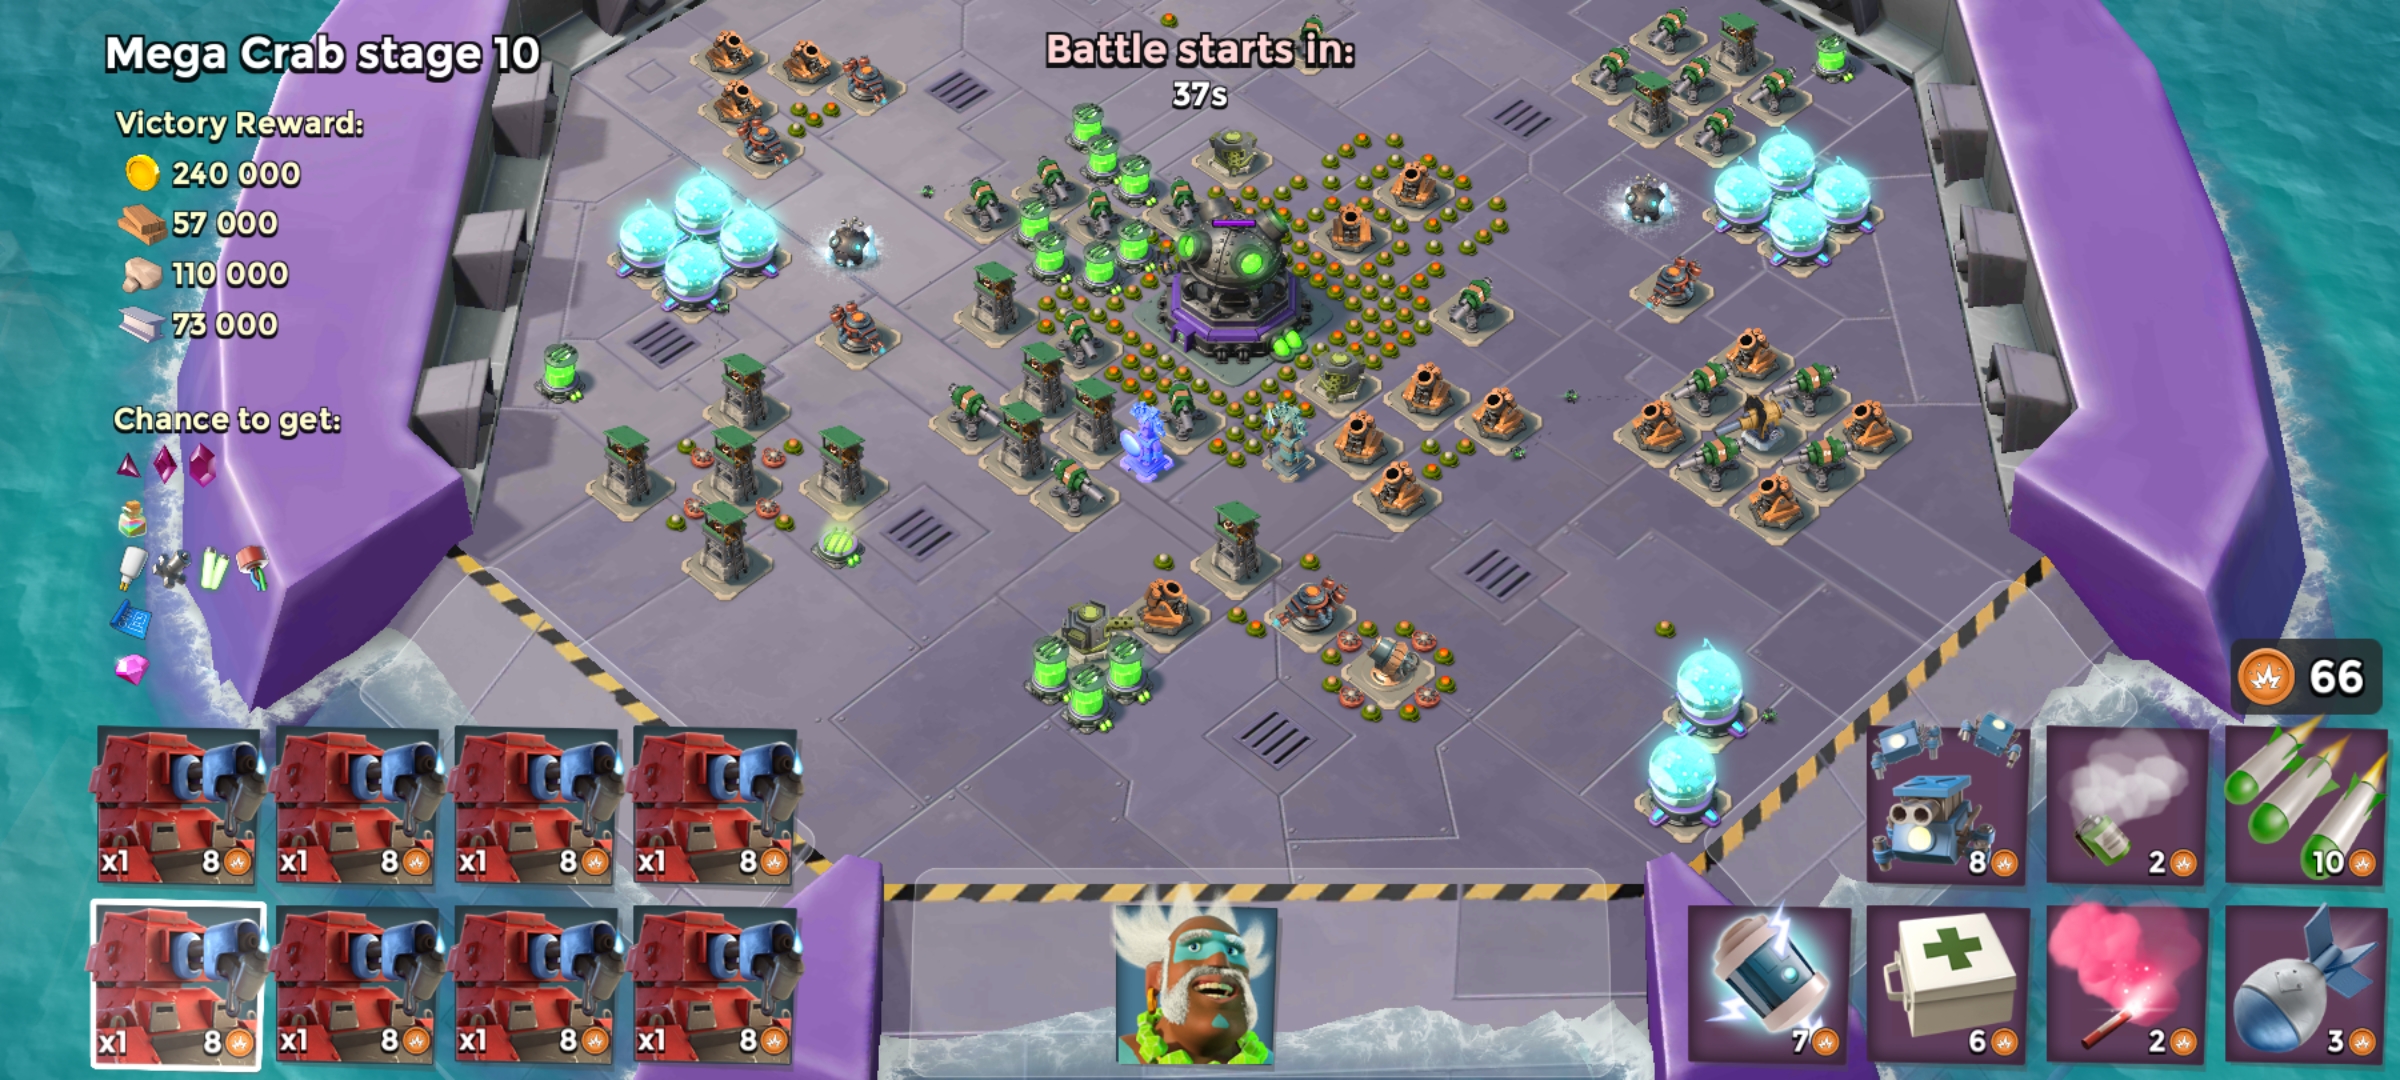 Mega Crab stage 10
Battle starts in:
37s
Victory Reward:
240 000
57 000
110 000
73 000
Chance to get:
66
x1 8
x1 8
x1 8
x1 8
8
2
10
x1 8
x1 8
x1 8
x1 8
7
6
2
3